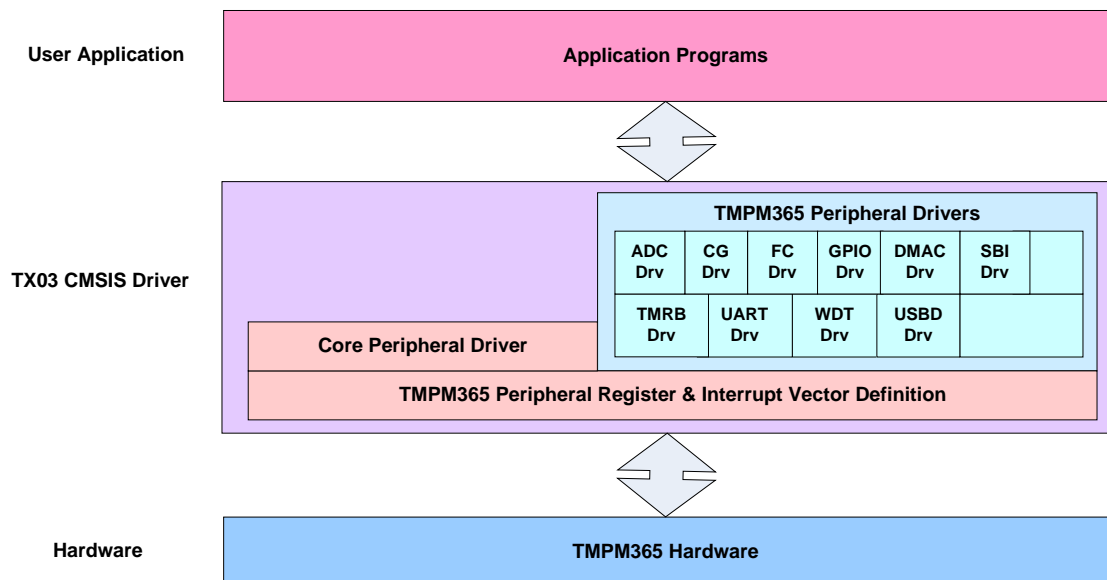 User Application
Application Programs
TX03 CMSIS Driver
TMPM365 Peripheral Drivers
ADC
Drv
CG
Drv
FC
Drv
GPIO
Drv
DMAC
Drv
SBI
Drv
TMRB
Drv
UART
Drv
WDT
Drv
USBD
Drv
Core Peripheral Driver
TMPM365 Peripheral Register & Interrupt Vector Definition
Hardware
TMPM365 Hardware